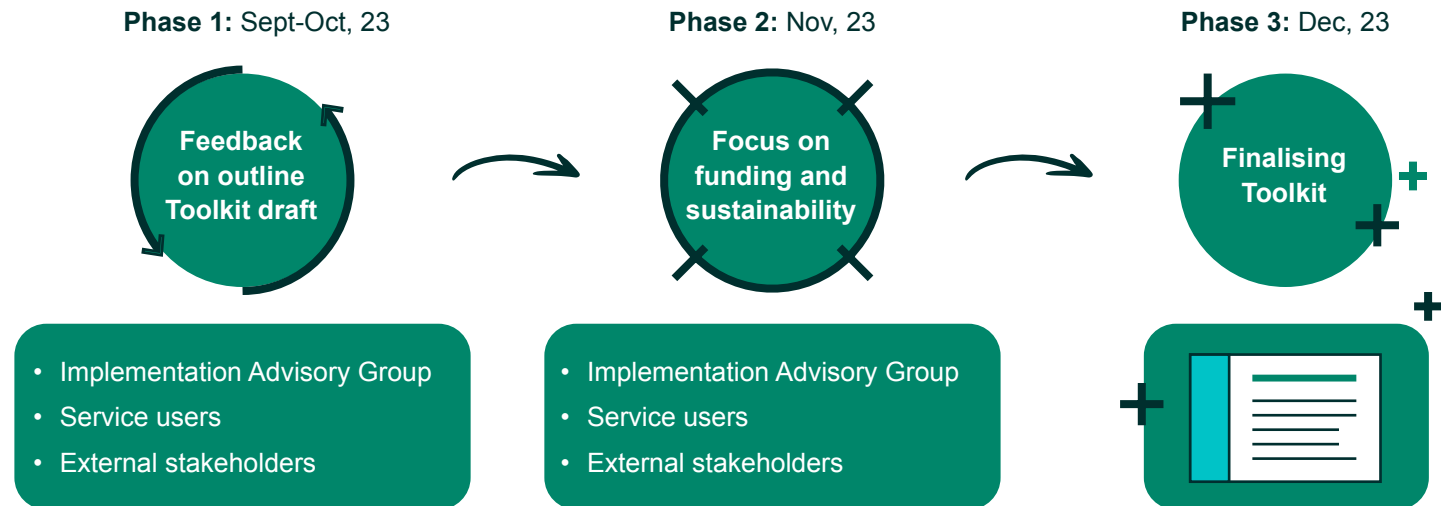 Phase 1: Sept-Oct, 23
Feedback
on outline
Toolkit draft
• Implementation Advisory Group
• Service users
• External stakeholders
Phase 2: Nov, 23
Focus on
funding and
sustainability
• Implementation Advisory Group
• Service users
• External stakeholders
Phase 3: Dec, 23
Finalising
Toolkit